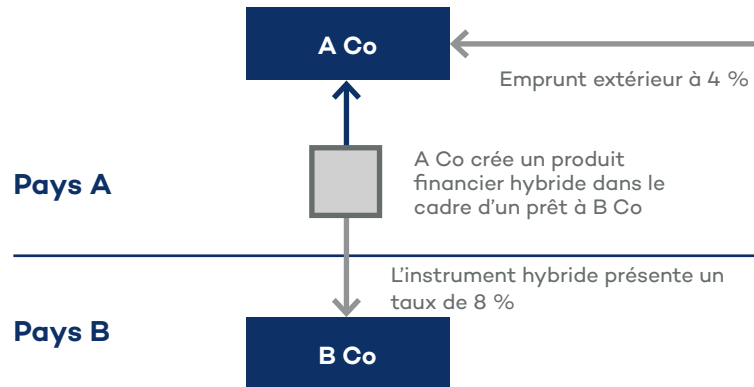 A Co
Emprunt extérieur à 4 %
A Co crée un produit
financier hybride dans le
cadre d’un prêt à B Co
Pays A
L’instrument hybride présente un
taux de 8 %
Pays B
B Co